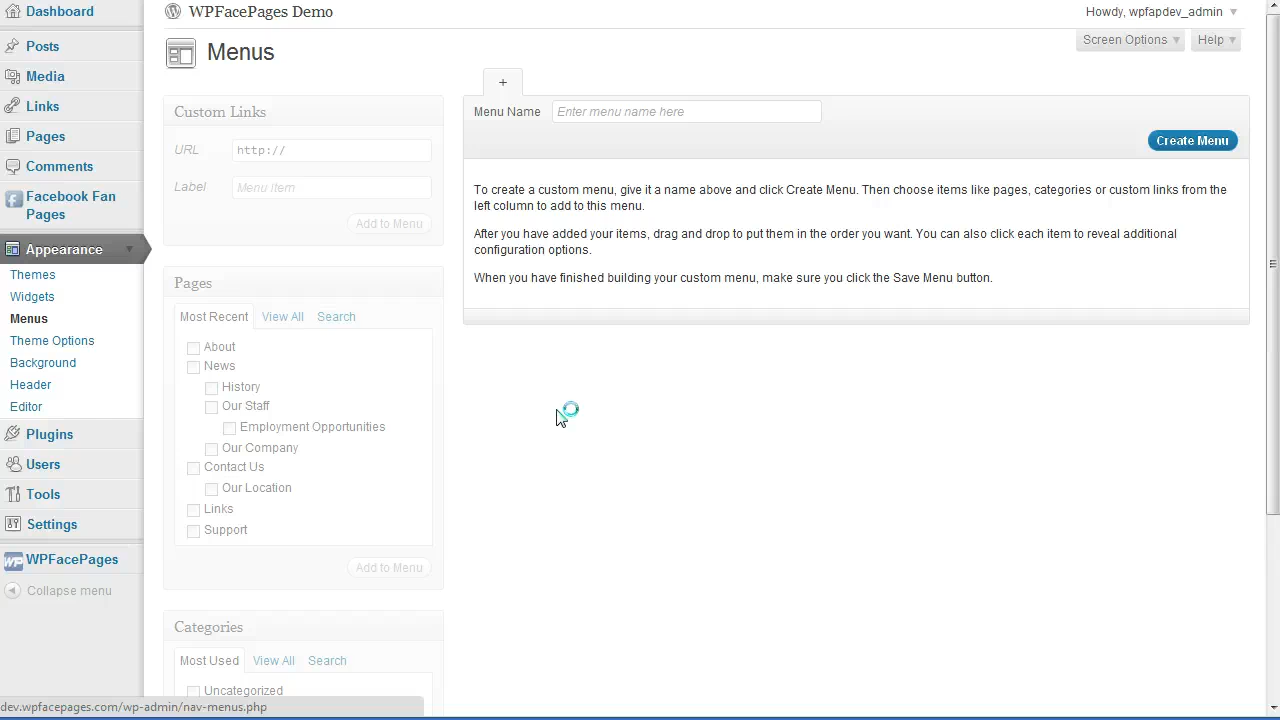 WPFacePages Demo
Howdy, wpfapdev_admin
Screen Options
Help
Dashboard
Posts
Media
Links
Pages
Comments
Facebook Fan
Pages
Appearance
Themes
Widgets
Menus
Theme Options
Background
Header
Editor
Plugins
Users
Tools
Settings
WPFacePages
Collapse menu
Menus
Custom Links
URL
http://
Label
Menu Item
Add to Menu
Pages
Most Recent View All Search
About
News
History
Our Staff
Employment Opportunities
Our Company
Contact Us
Our Location
Links
Support
Add to Menu
Categories
Most Used View All Search
Uncategorized
+
Menu Name Enter menu name here
Create Menu
To create a custom menu, give it a name above and click Create Menu. Then choose items like pages, categories or custom links from the
left column to add to this menu.
After you have added your items, drag and drop to put them in the order you want. You can also click each item to reveal additional
configuration options.
When you have finished building your custom menu, make sure you click the Save Menu button.
dev.wpfacepages.com/wp-admin/nav-menus.php